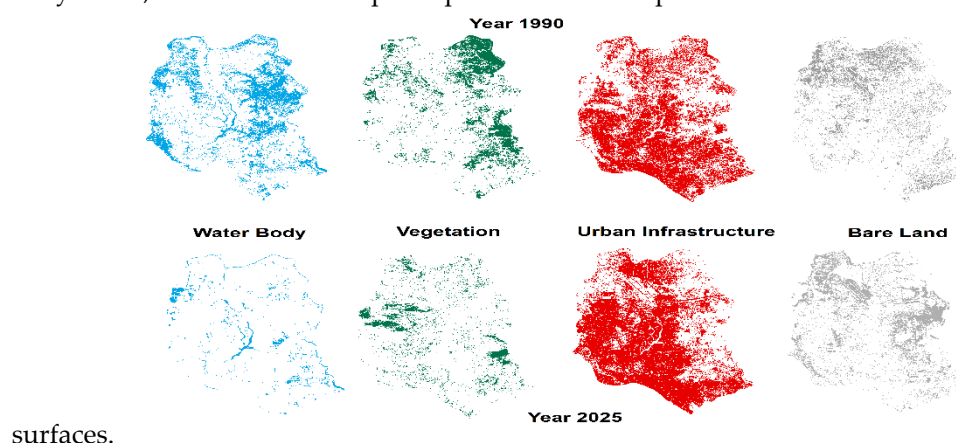 Year 1990
Water Body Vegetation Urban Infrastructure Bare Land
Year 2025
surfaces.